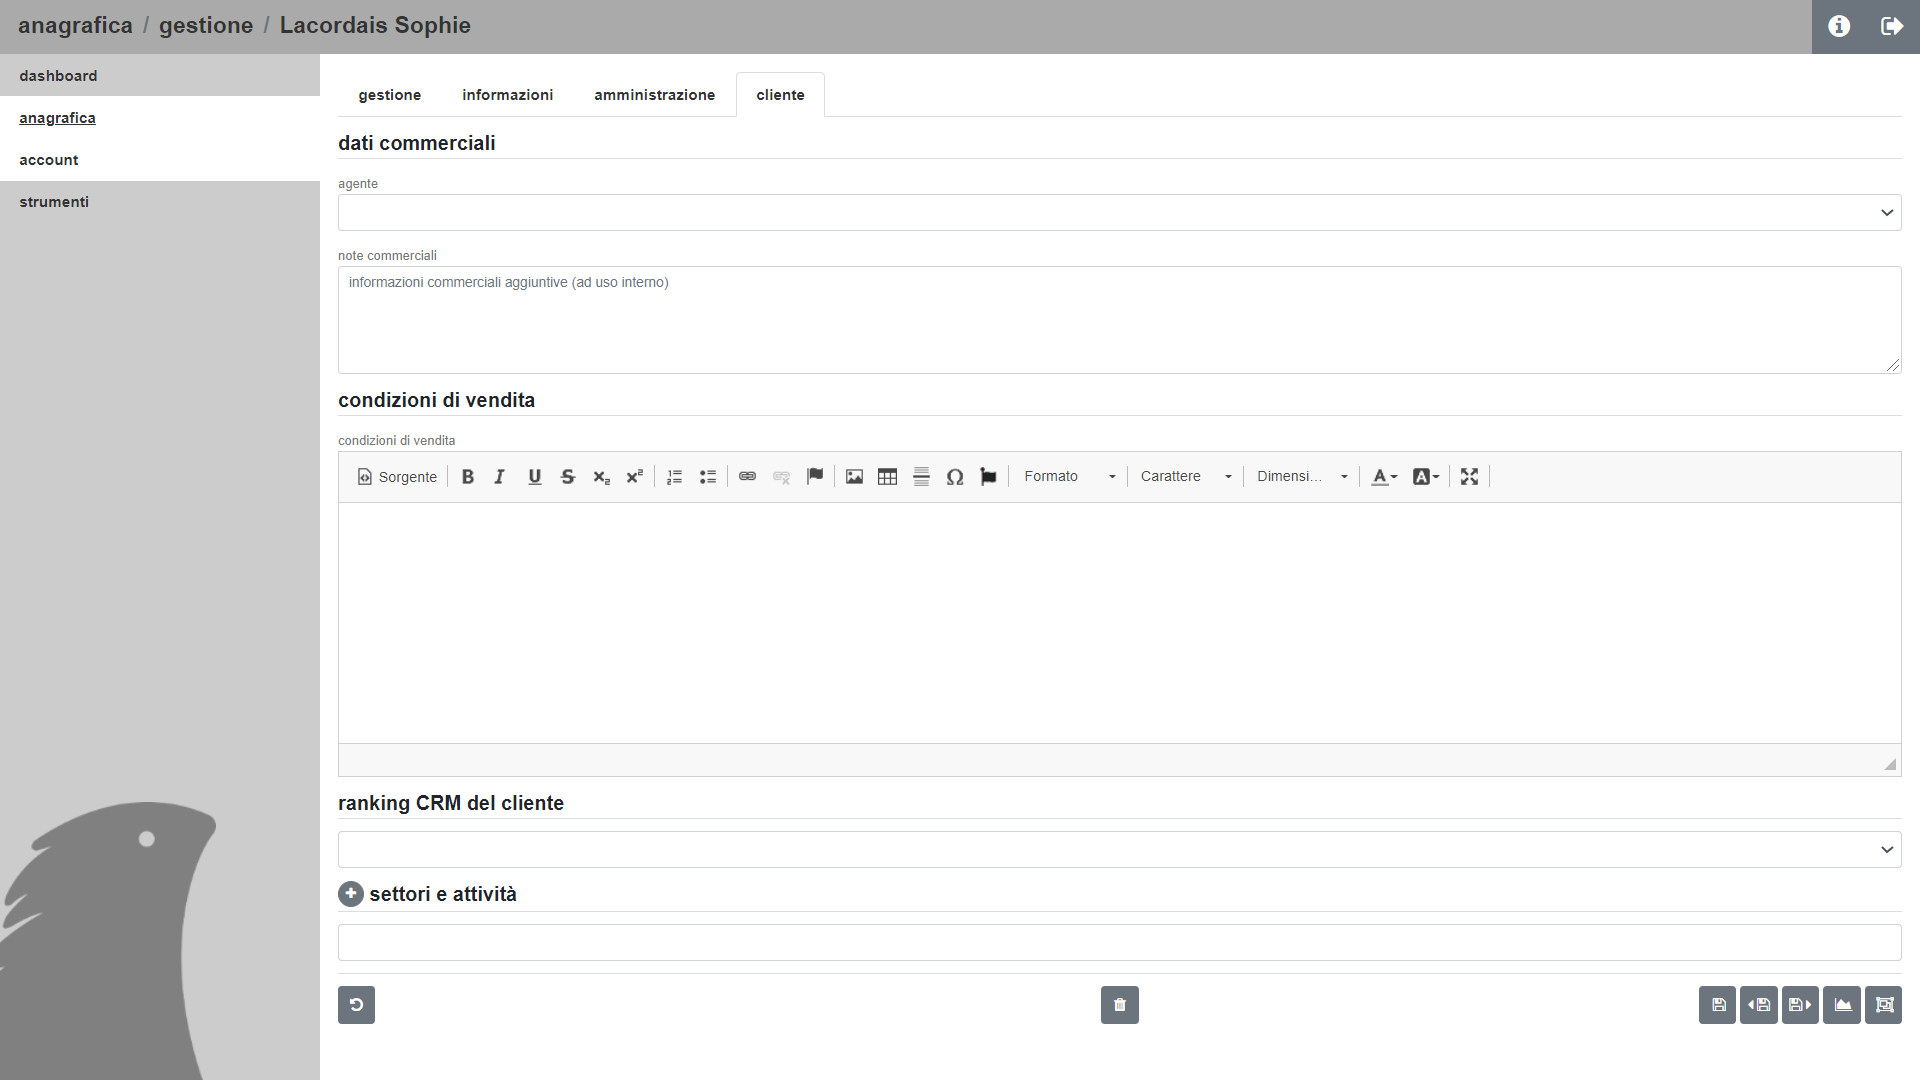 anagrafica / gestione / Lacordais Sophie
dashboard
anagrafica
account
strumenti
gestione informazioni amministrazione cliente
dati commerciali
agente
note commerciali
informazioni commerciali aggiuntive (ad uso interno)
condizioni di vendita
condizioni di vendita
Sorgente Formato Carattere Dimensi...
ranking CRM del cliente
settori e attività